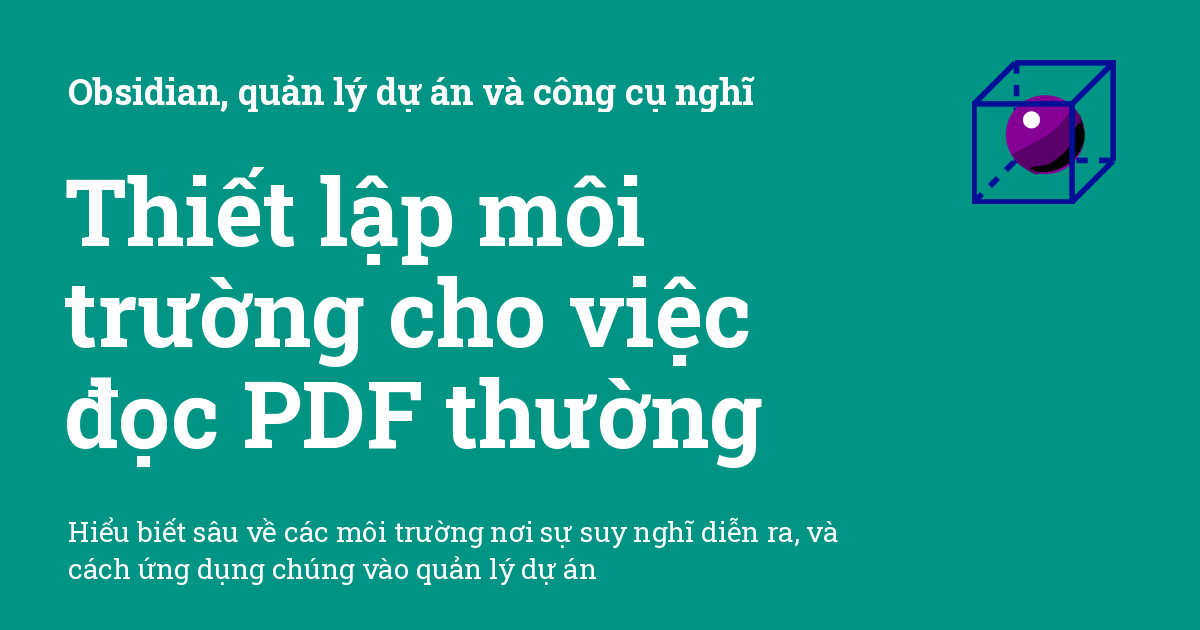 Obsidian, quản lý dự án và công cụ nghĩ
Thiết lập môi
trường cho việc
đọc PDF thường
Hiểu biết sâu về các môi trường nơi sự suy nghĩ diễn ra, và
cách ứng dụng chúng vào quản lý dự án